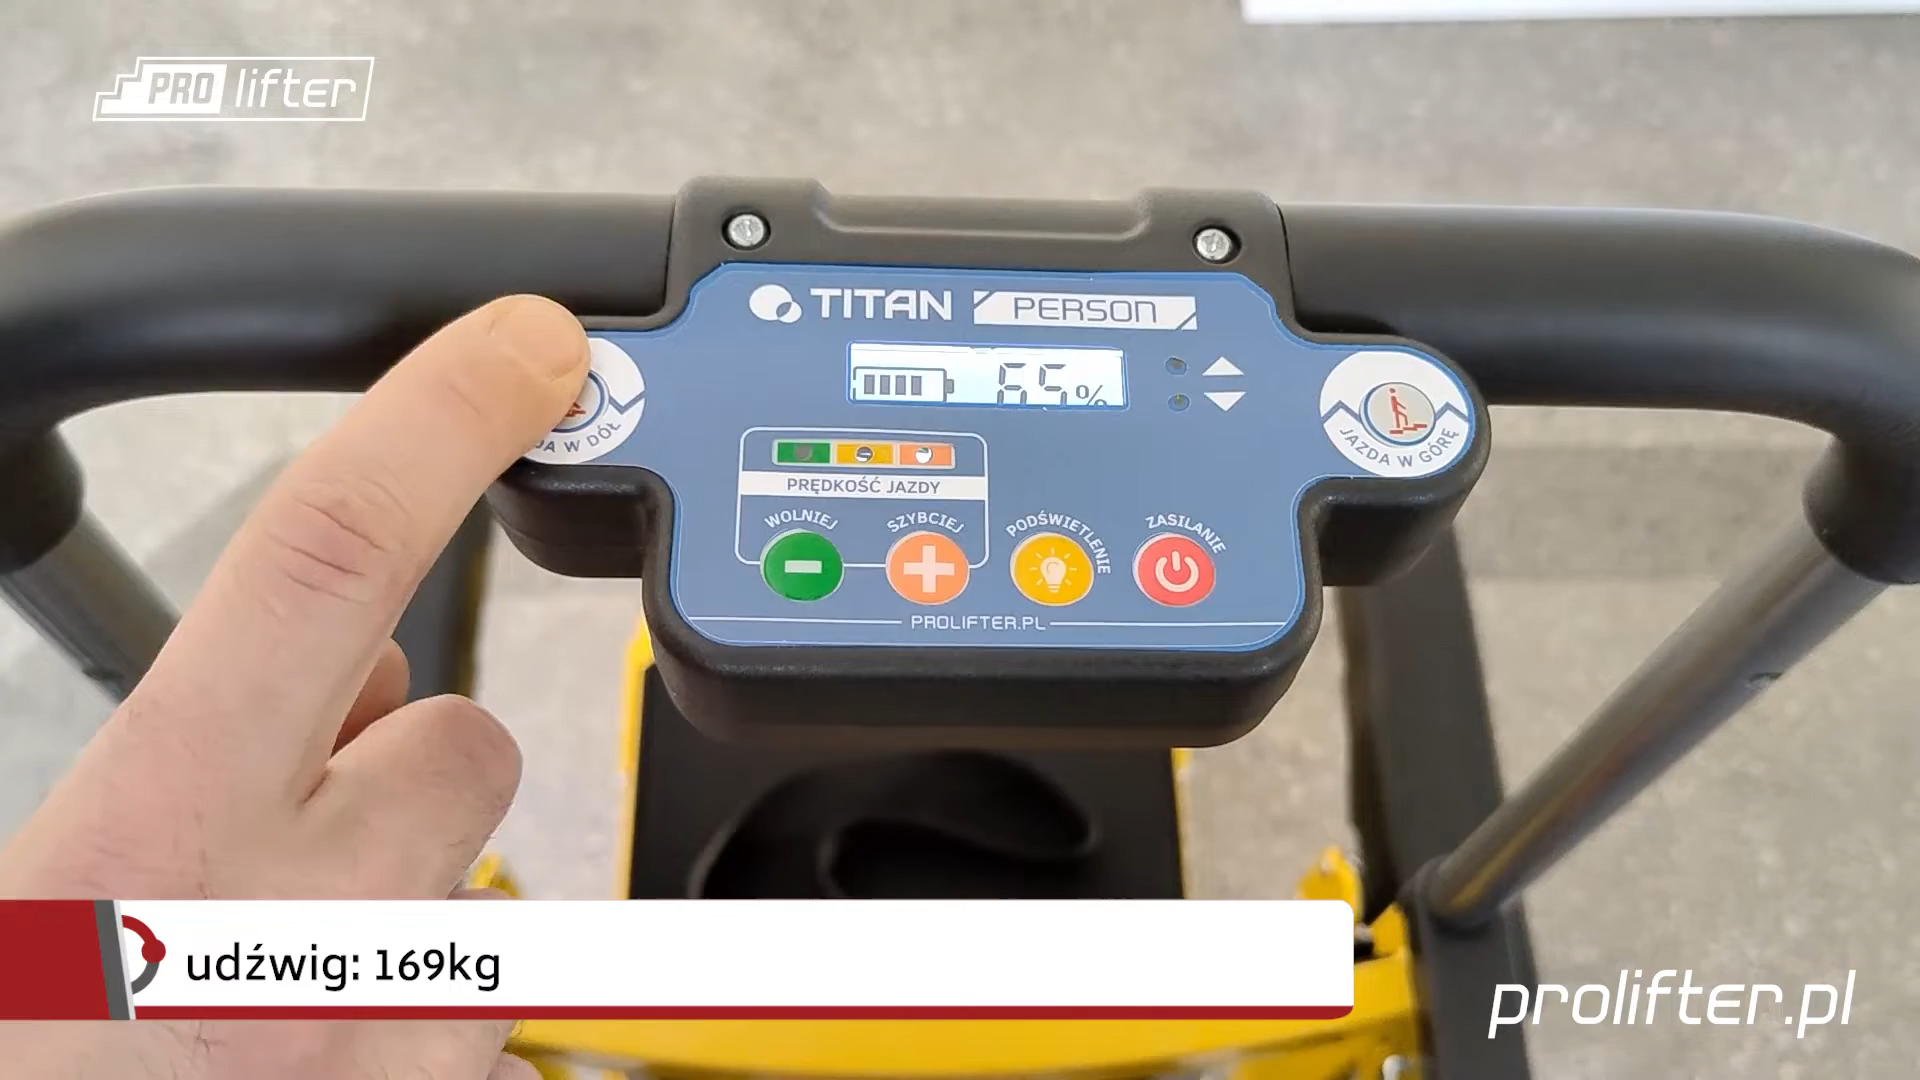 PRO lifter
TITAN PERSON
65%
JAZDA W GÓRĘ
W DÓŁ
PRĘDKOŚĆ JAZDY
WOLNIEJ
SZYBCIEJ
PODŚWIETLENIE
ZASILANIE
PROLIFTER.PL
udźwig: 169kg
prolifter.pl